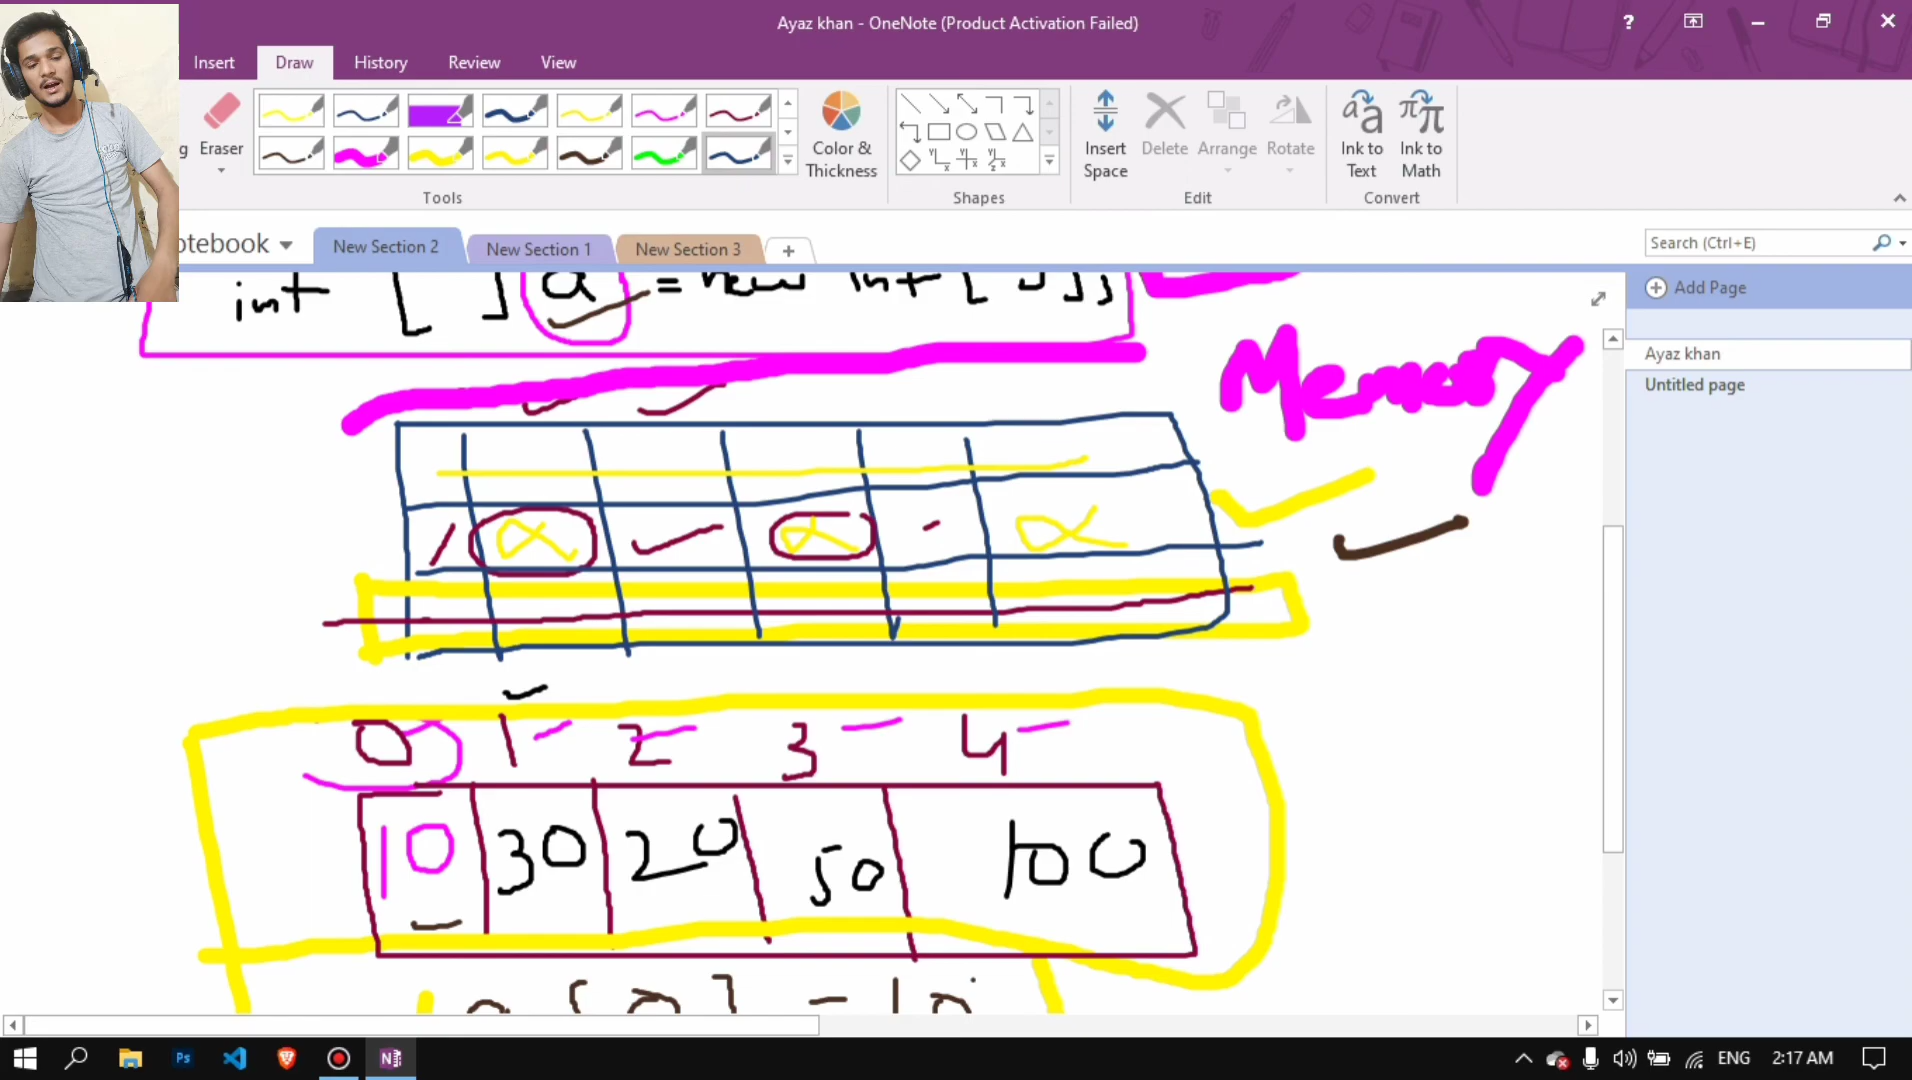 Ayaz khan - OneNote (Product Activation Failed)
Insert Draw History Review View
Eraser
Color & Thickness
Insert Space
Delete Arrange Rotate
Ink to Text
Ink to Math
Tools Shapes Edit Convert
otebook New Section 2 New Section 1 New Section 3
Search (Ctrl+E)
Add Page
Ayaz khan
Untitled page
int [ ] a = new int [
Memory
α α α
0 1 2 3 4
10 30 20 50 100
ENG 2:17 AM